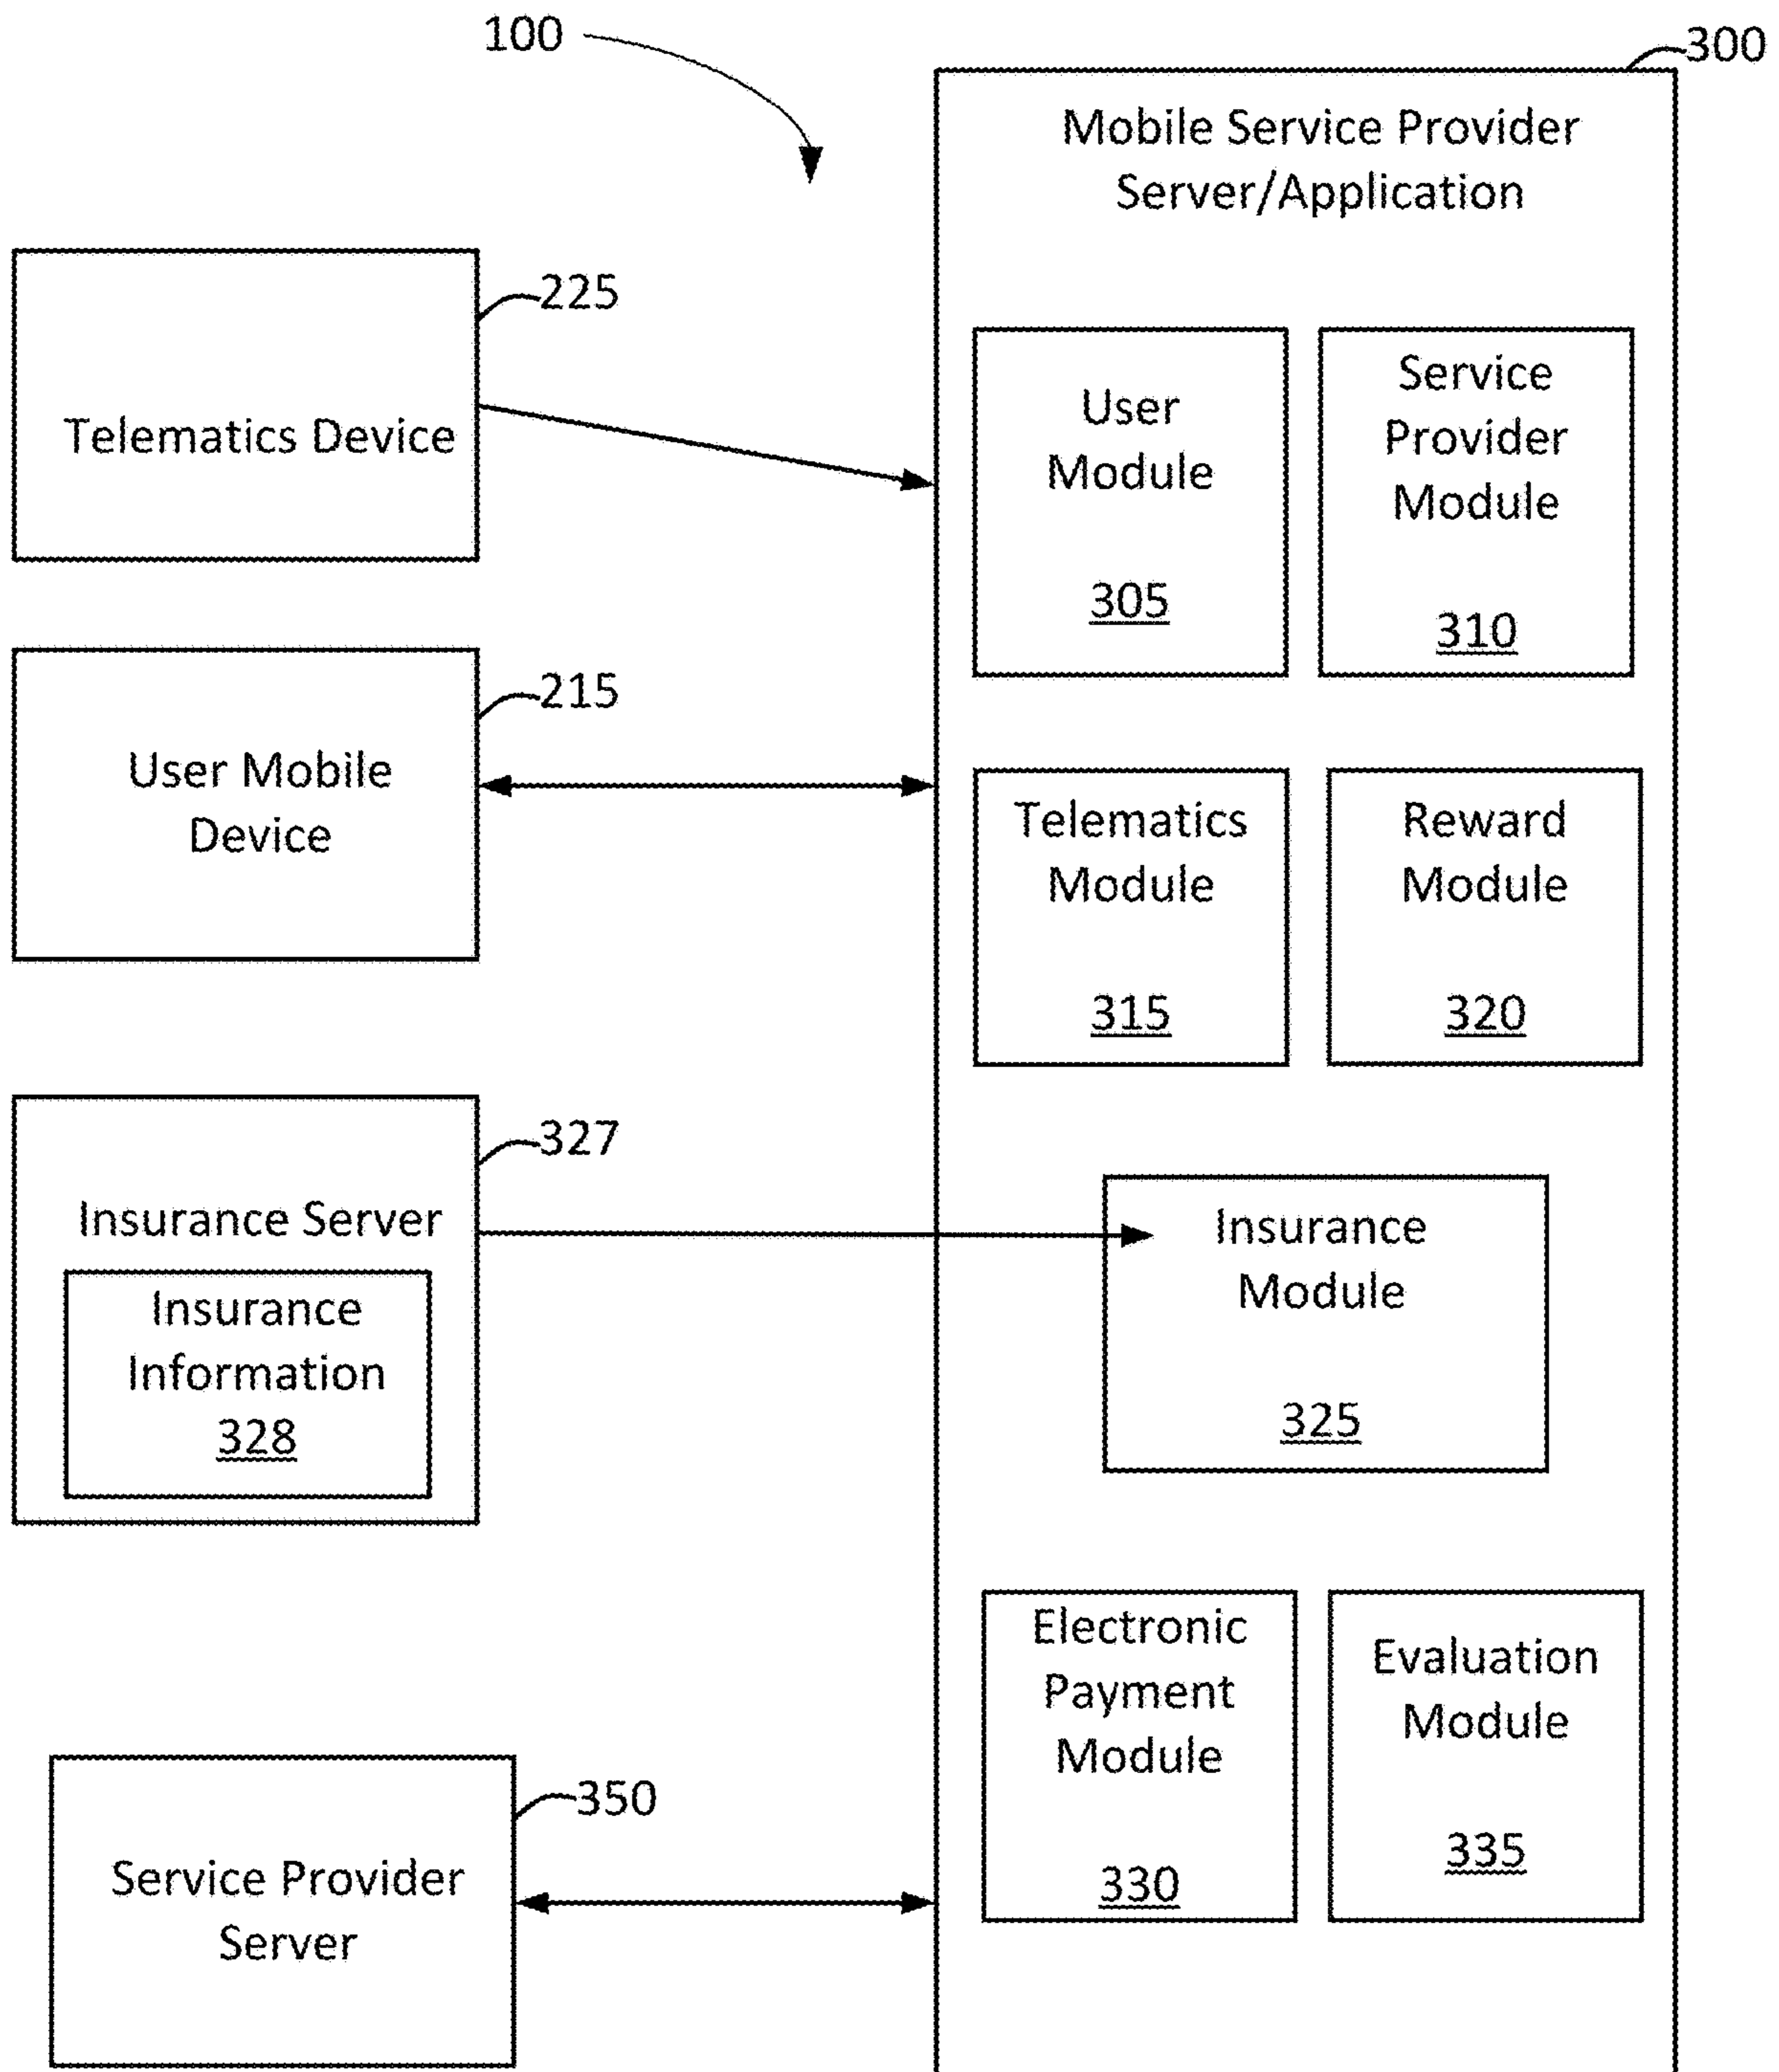 100
300
Mobile Service Provider
Server/Application
225
Telematics Device
User
Module
305
Service
Provider
Module
310
215
User Mobile
Device
Telematics
Module
315
Reward
Module
320
327
Insurance Server
Insurance
Information
328
Insurance
Module
325
Electronic
Payment
Module
330
Evaluation
Module
335
350
Service Provider
Server